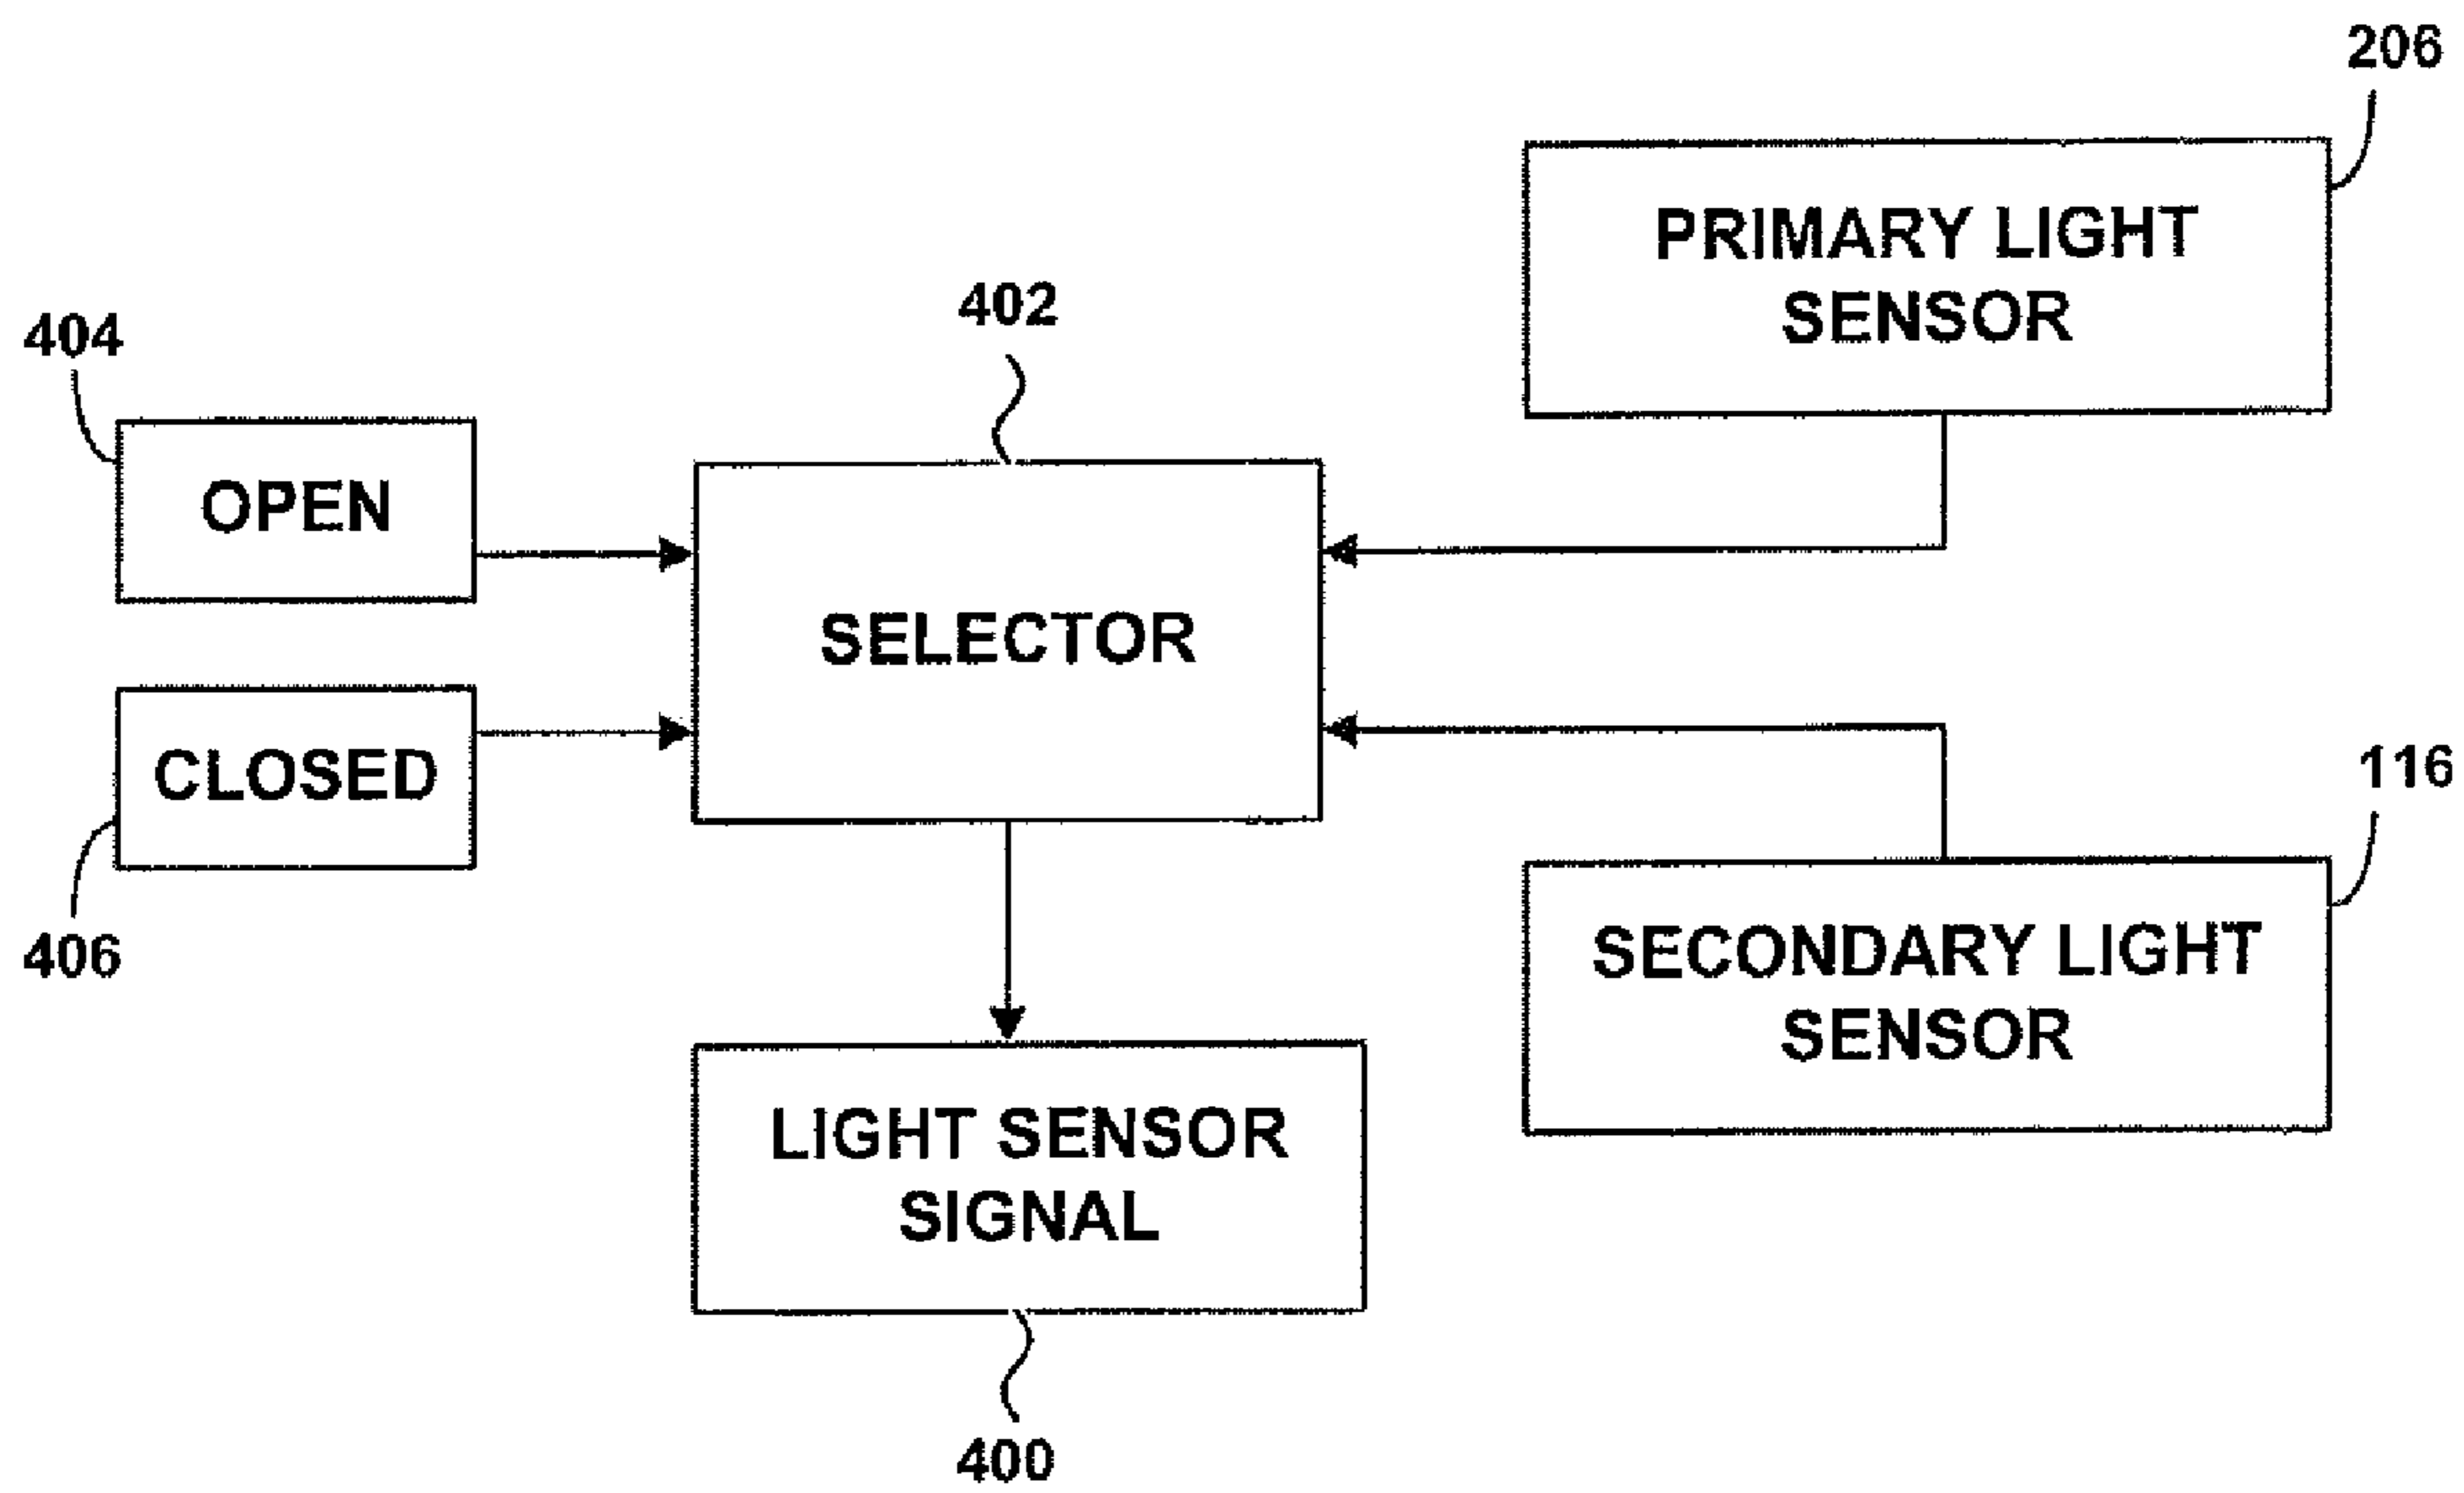 206
PRIMARY LIGHT
SENSOR
402
404
OPEN
SELECTOR
CLOSED
406
116
SECONDARY LIGHT
SENSOR
LIGHT SENSOR
SIGNAL
400